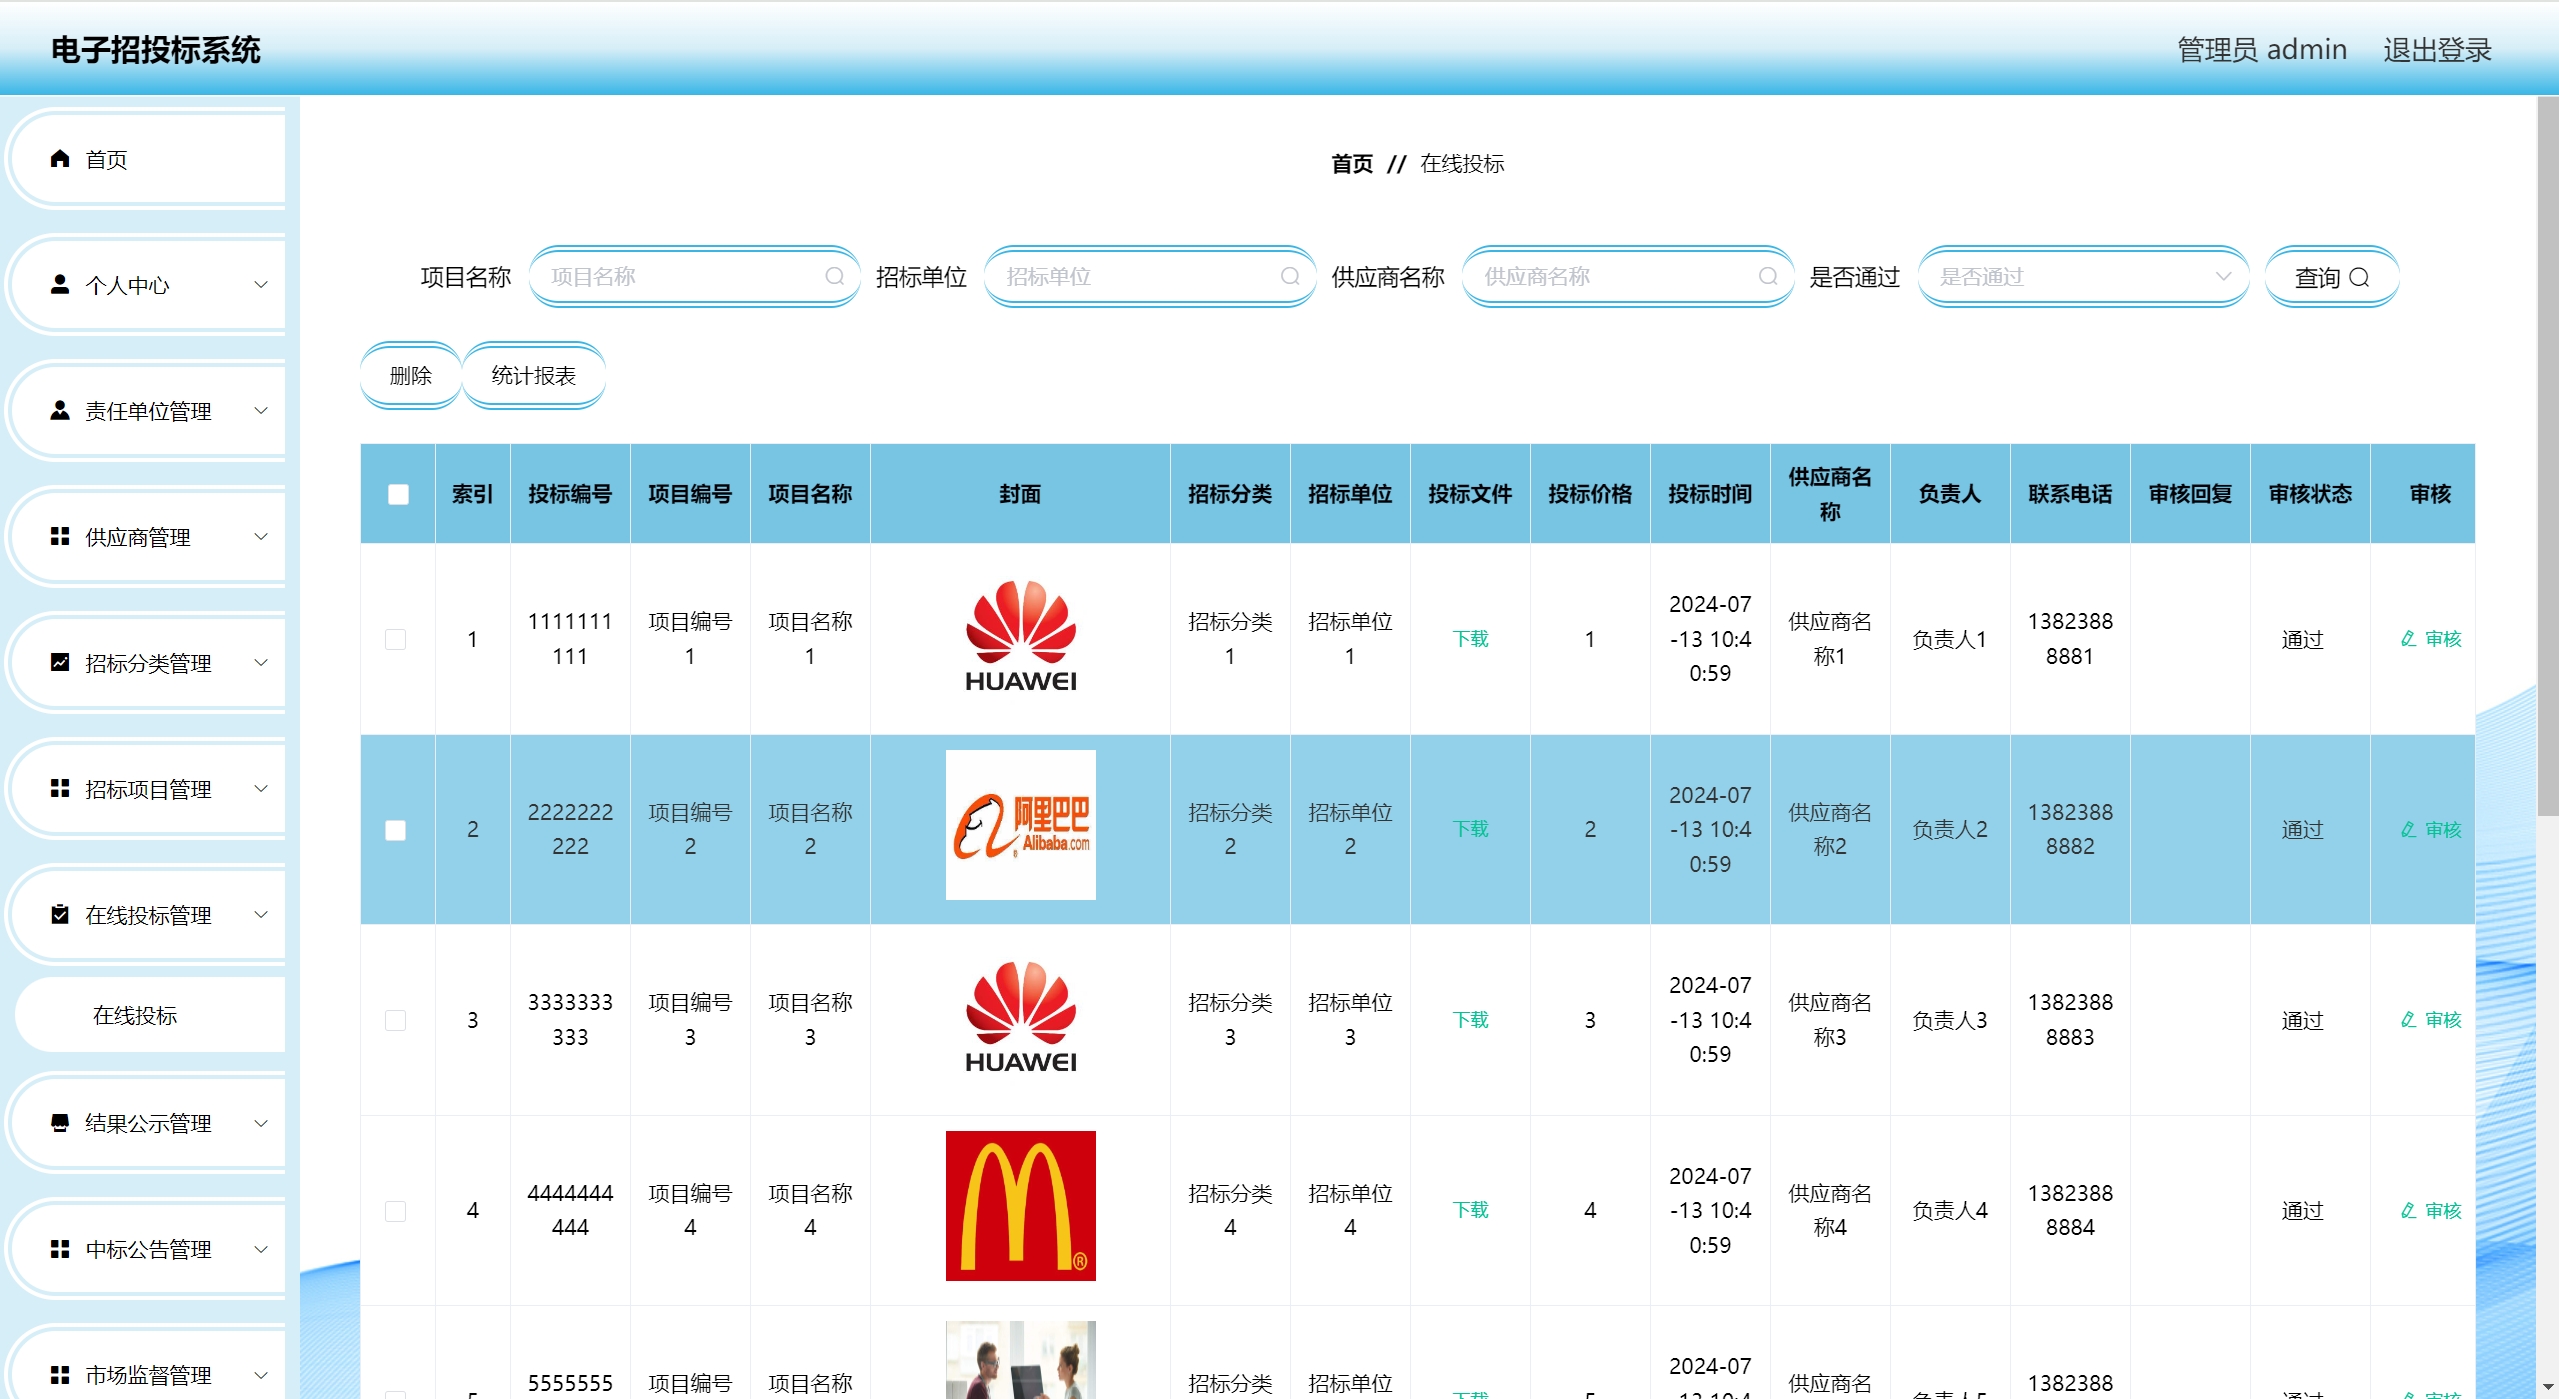 电子招投标系统
管理员 admin 退出登录
首页
个人中心
责任单位管理
供应商管理
招标分类管理
招标项目管理
在线投标管理
在线投标
结果公示管理
中标公告管理
市场监督管理
首页 // 在线投标
项目名称 项目名称 招标单位 招标单位 供应商名称 供应商名称 是否通过 是否通过 查询
删除 统计报表
索引 投标编号 项目编号 项目名称 封面 招标分类 招标单位 投标文件 投标价格 投标时间 供应商名称 负责人 联系电话 审核回复 审核状态 审核
1 1111111111 项目编号1 项目名称1 HUAWEI 招标分类1 招标单位1 下载 1 2024-07-13 10:40:59 供应商名称1 负责人1 13823888881 通过 审核
2 2222222222 项目编号2 项目名称2 阿里巴巴 Alibaba.com 招标分类2 招标单位2 下载 2 2024-07-13 10:40:59 供应商名称2 负责人2 13823888882 通过 审核
3 3333333333 项目编号3 项目名称3 HUAWEI 招标分类3 招标单位3 下载 3 2024-07-13 10:40:59 供应商名称3 负责人3 13823888883 通过 审核
4 4444444444 项目编号4 项目名称4 招标分类4 招标单位4 下载 4 2024-07-13 10:40:59 供应商名称4 负责人4 13823888884 通过 审核
5555555 项目编号 项目名称 招标分类 招标单位 2024-07 供应商名 1382388